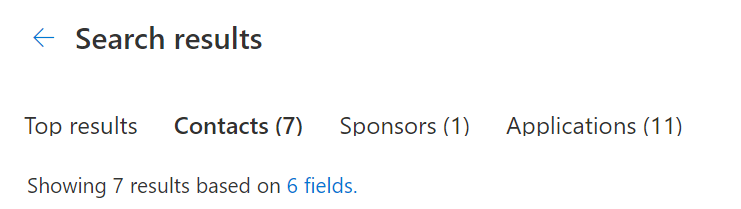 Search results
Top results Contacts (7) Sponsors (1) Applications (11)
Showing 7 results based on 6 fields.